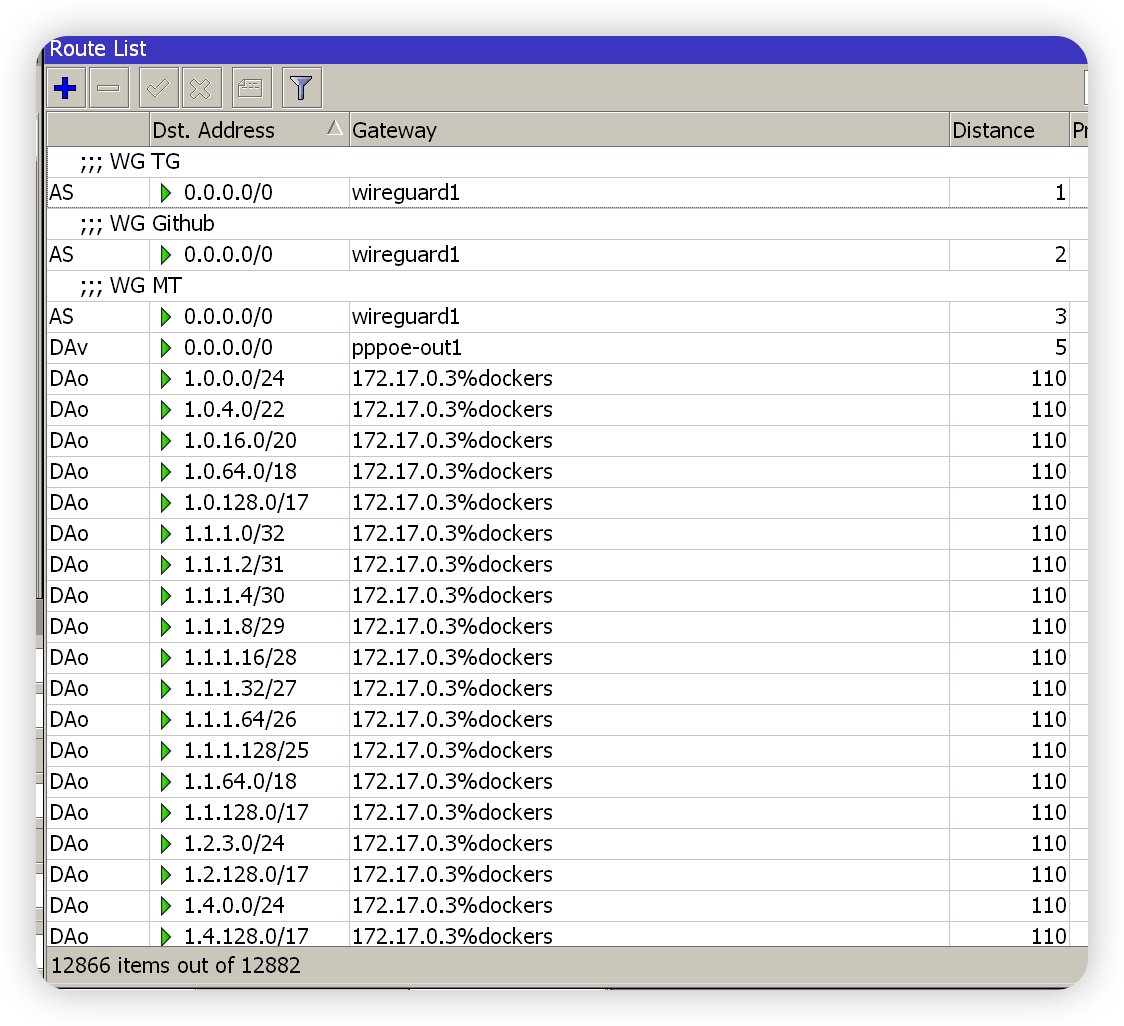 Route List
Dst. Address Gateway Distance
;;; WG TG
AS 0.0.0.0/0 wireguard1 1
;;; WG Github
AS 0.0.0.0/0 wireguard1 2
;;; WG MT
AS 0.0.0.0/0 wireguard1 3
DAv 0.0.0.0/0 pppoe-out1 5
DAo 1.0.0.0/24 172.17.0.3%dockers 110
DAo 1.0.4.0/22 172.17.0.3%dockers 110
DAo 1.0.16.0/20 172.17.0.3%dockers 110
DAo 1.0.64.0/18 172.17.0.3%dockers 110
DAo 1.0.128.0/17 172.17.0.3%dockers 110
DAo 1.1.1.0/32 172.17.0.3%dockers 110
DAo 1.1.1.2/31 172.17.0.3%dockers 110
DAo 1.1.1.4/30 172.17.0.3%dockers 110
DAo 1.1.1.8/29 172.17.0.3%dockers 110
DAo 1.1.1.16/28 172.17.0.3%dockers 110
DAo 1.1.1.32/27 172.17.0.3%dockers 110
DAo 1.1.1.64/26 172.17.0.3%dockers 110
DAo 1.1.1.128/25 172.17.0.3%dockers 110
DAo 1.1.64.0/18 172.17.0.3%dockers 110
DAo 1.1.128.0/17 172.17.0.3%dockers 110
DAo 1.2.3.0/24 172.17.0.3%dockers 110
DAo 1.2.128.0/17 172.17.0.3%dockers 110
DAo 1.4.0.0/24 172.17.0.3%dockers 110
DAo 1.4.128.0/17 172.17.0.3%dockers 110
12866 items out of 12882